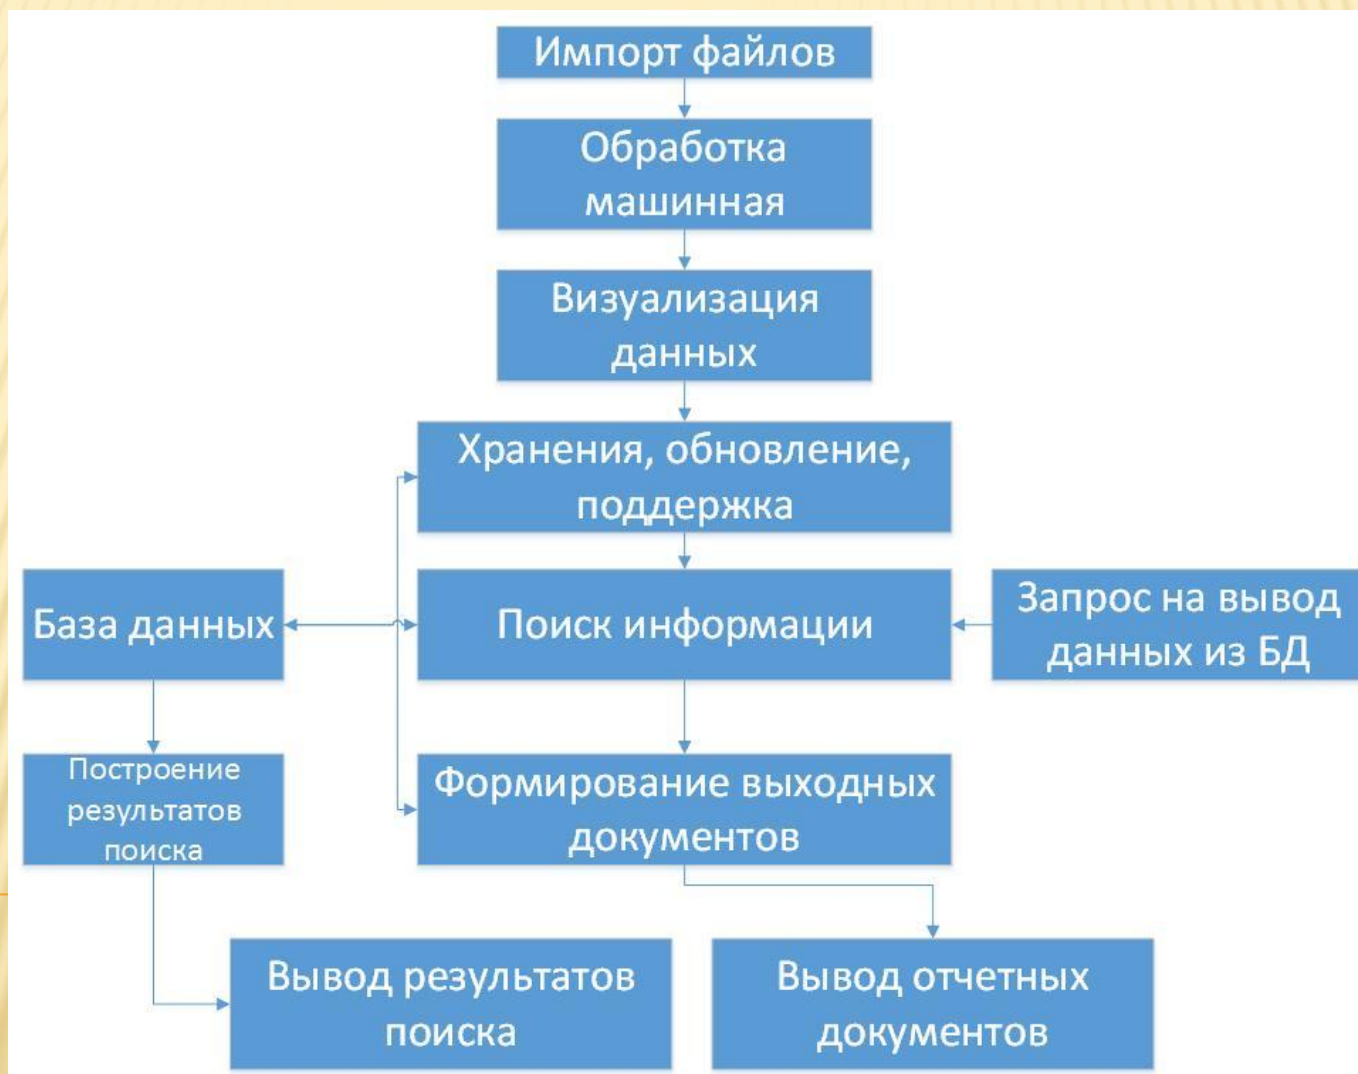 Импорт файлов
Обработка
машинная
Визуализация
данных
Хранения, обновление,
поддержка
База данных
Поиск информации
Запрос на вывод
данных из БД
Построение
результатов
поиска
Формирование выходных
документов
Вывод результатов
поиска
Вывод отчетных
документов